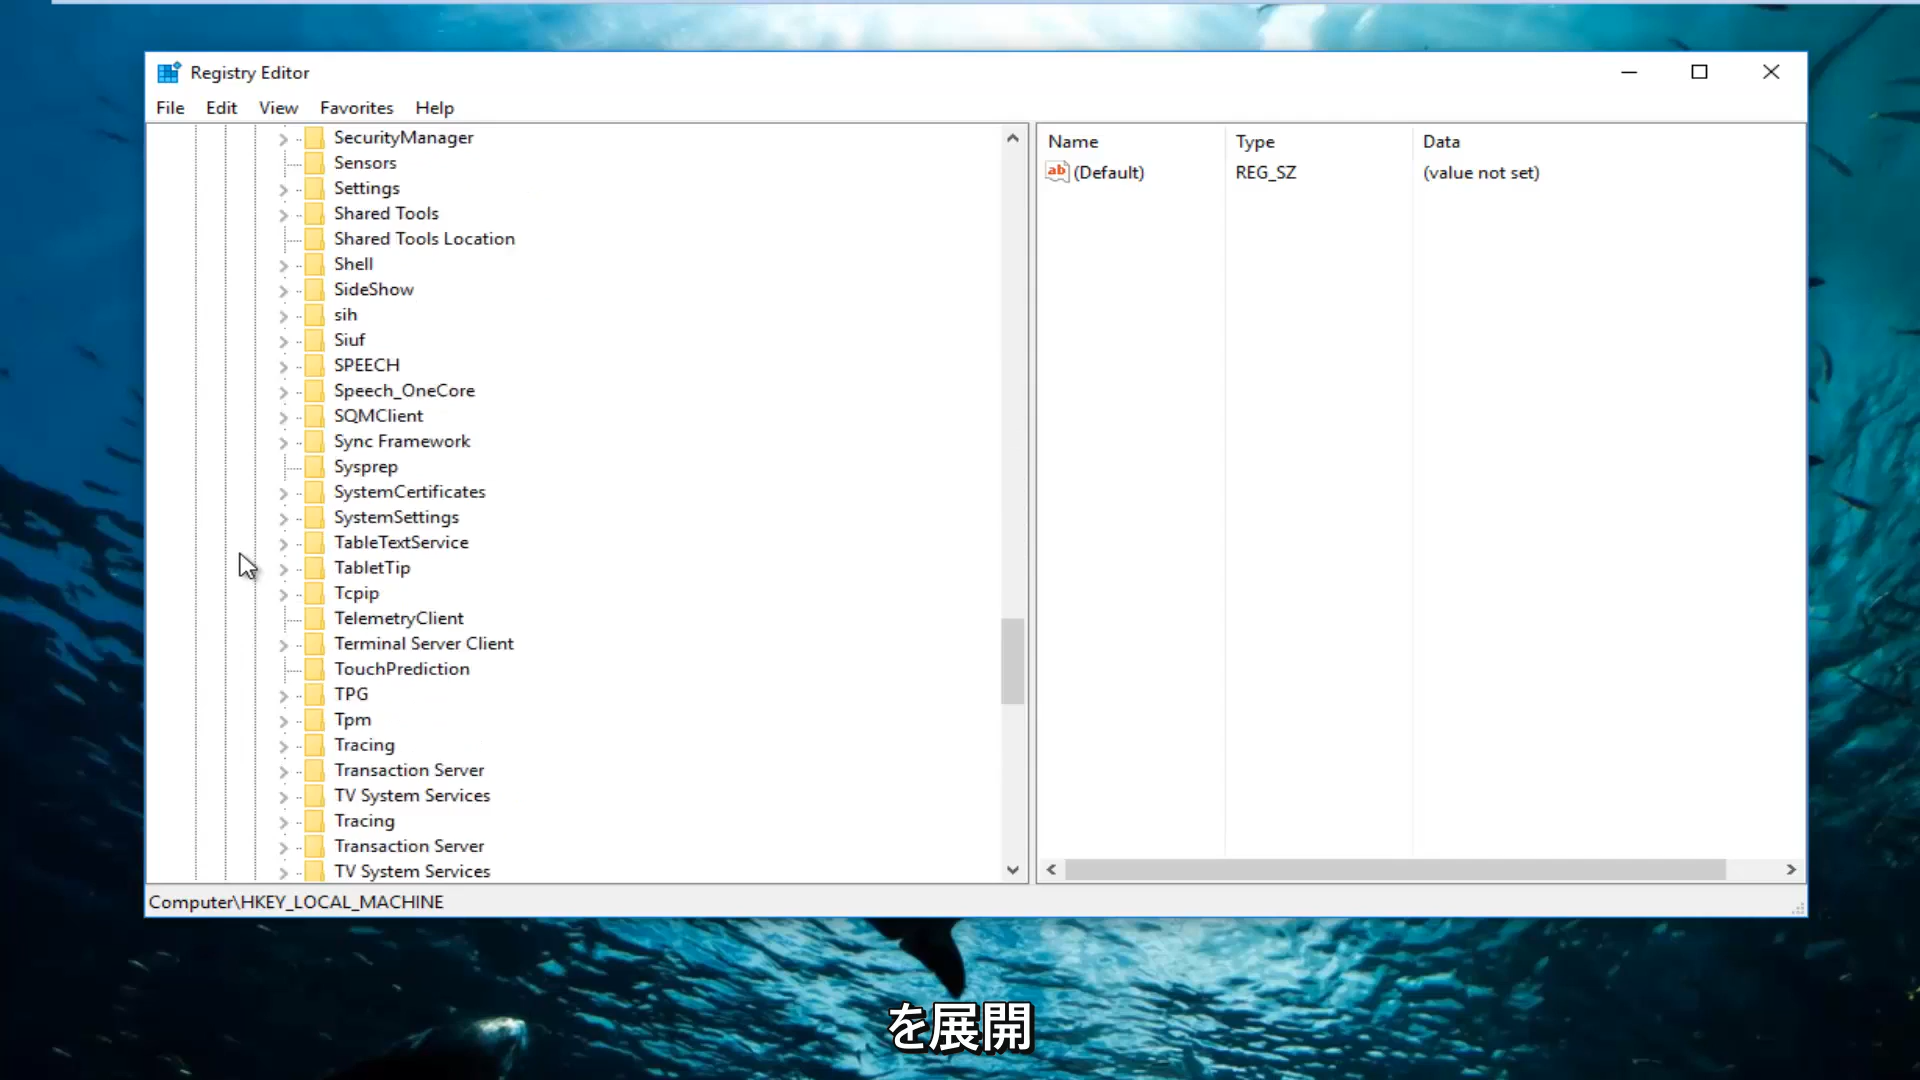 Registry Editor
File Edit View Favorites Help
SecurityManager
Sensors
Settings
Shared Tools
Shared Tools Location
Shell
SideShow
sih
Siuf
SPEECH
Speech_OneCore
SQMClient
Sync Framework
Sysprep
SystemCertificates
SystemSettings
TableTextService
TabletTip
Tcpip
TelemetryClient
Terminal Server Client
TouchPrediction
TPG
Tpm
Tracing
Transaction Server
TV System Services
Tracing
Transaction Server
TV System Services
Name Type Data
ab (Default) REG_SZ (value not set)
Computer\HKEY_LOCAL_MACHINE
を展開